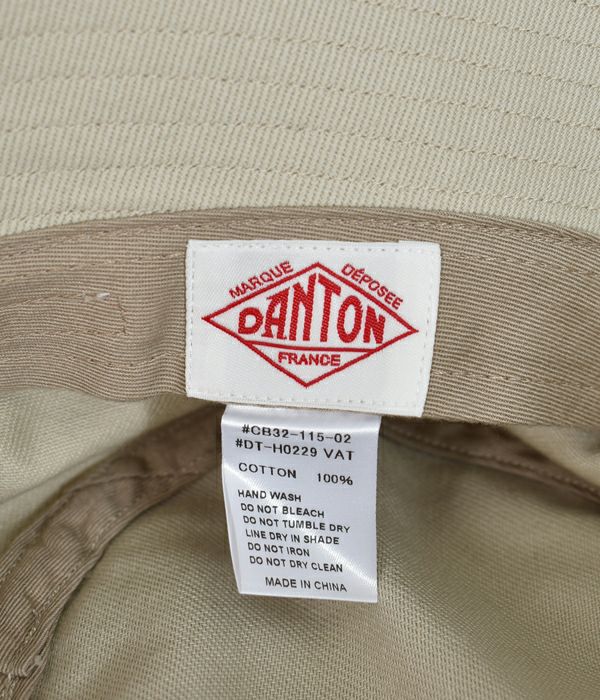 MARQUE DÉPOSÉE
DANTON
FRANCE
#CB32-115-02
#DT-H0229 VAT
COTTON 100%
HAND WASH
DO NOT BLEACH
DO NOT TUMBLE DRY
LINE DRY IN SHADE
DO NOT IRON
DO NOT DRY CLEAN
MADE IN CHINA